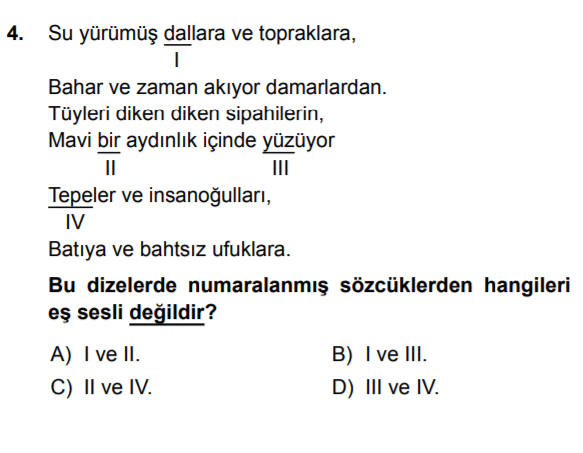 4. Su yürümüş dallara ve topraklara,
I
Bahar ve zaman akıyor damarlardan.
Tüyleri diken diken sipahilerin,
Mavi bir aydınlık içinde yüzüyor
II III
Tepeler ve insanoğulları,
IV
Batıya ve bahtsız ufuklara.
Bu dizelerde numaralanmış sözcüklerden hangileri
eş sesli değildir?
A) I ve II. B) I ve III.
C) II ve IV. D) III ve IV.